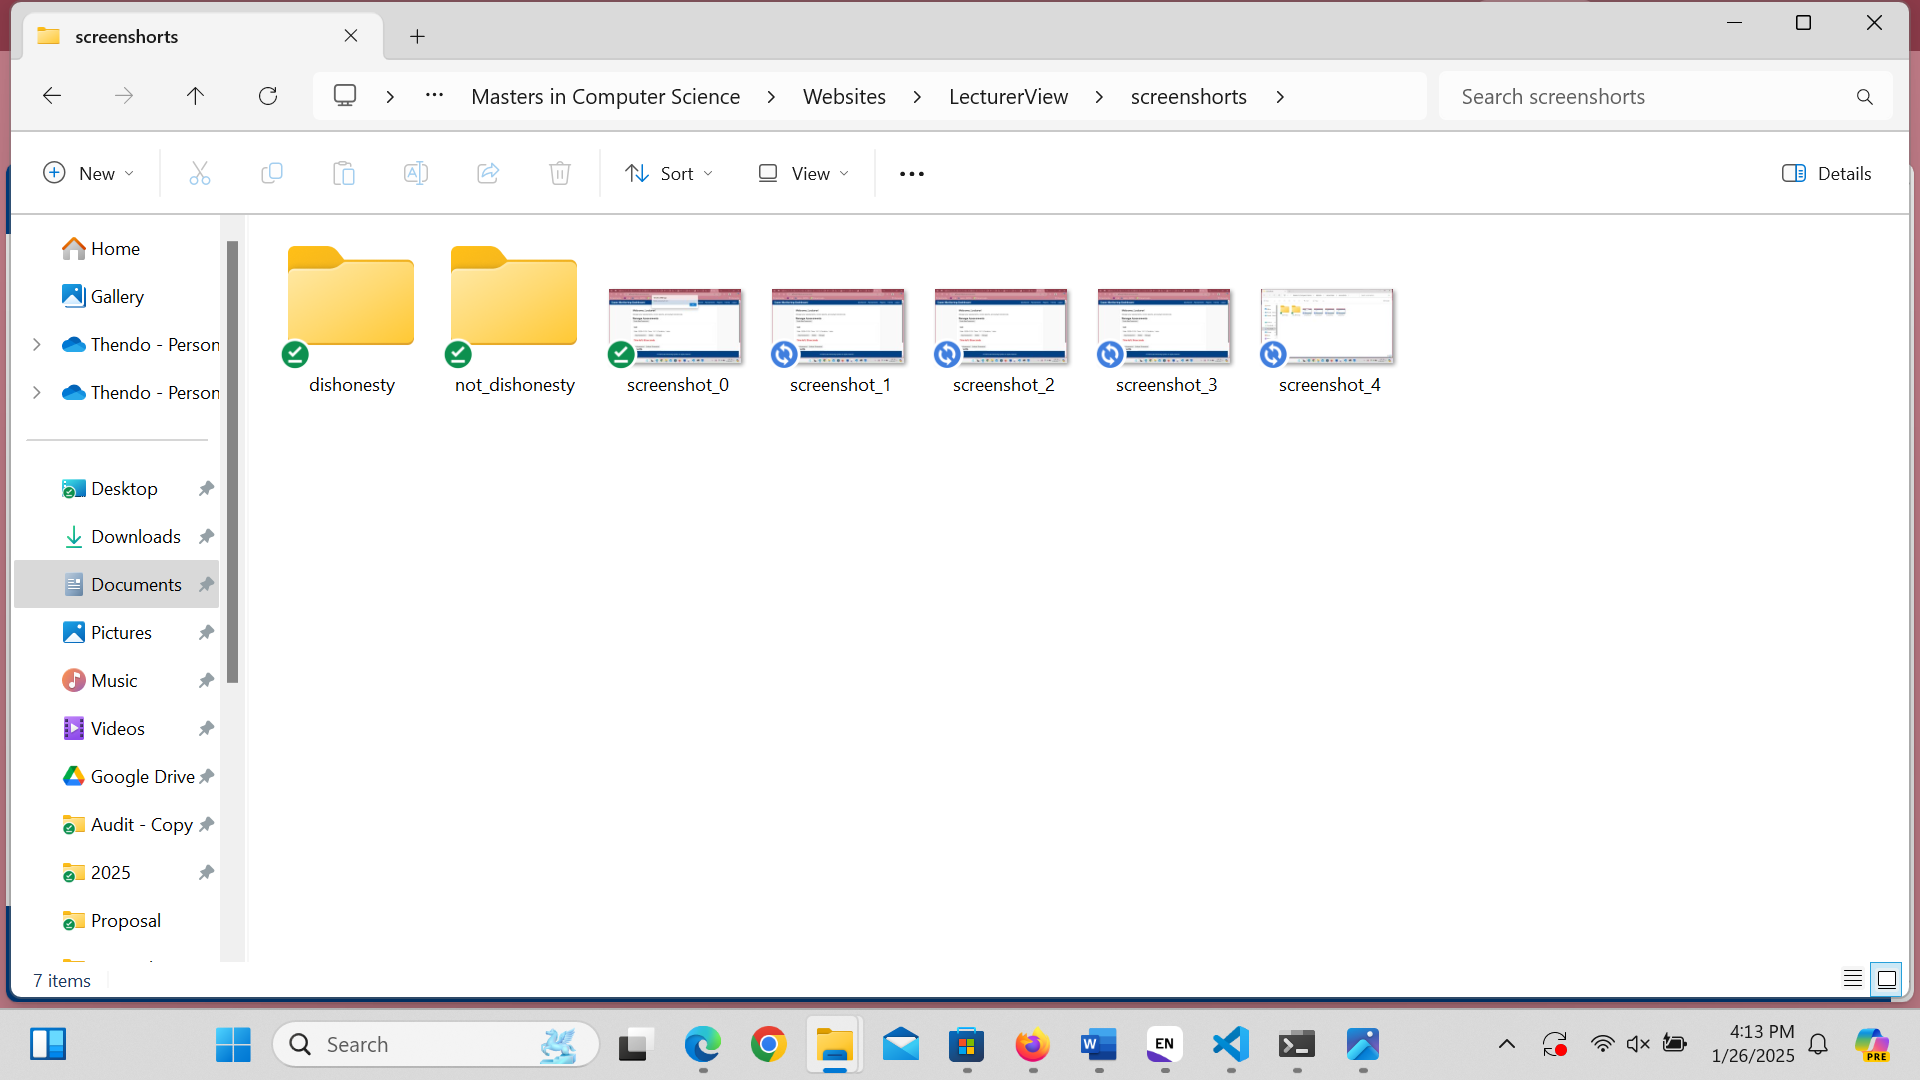 screenshorts
Masters in Computer Science
Websites
LecturerView
screenshorts
Search screenshorts
New
Sort
View
Details
Home
Gallery
Thendo - Person
Thendo - Person
Desktop
Downloads
Documents
Pictures
Music
Videos
Google Drive
Audit - Copy
2025
Proposal
dishonesty
not_dishonesty
screenshot_0
screenshot_1
screenshot_2
screenshot_3
screenshot_4
7 items
Search
EN
4:13 PM
1/26/2025
PRE